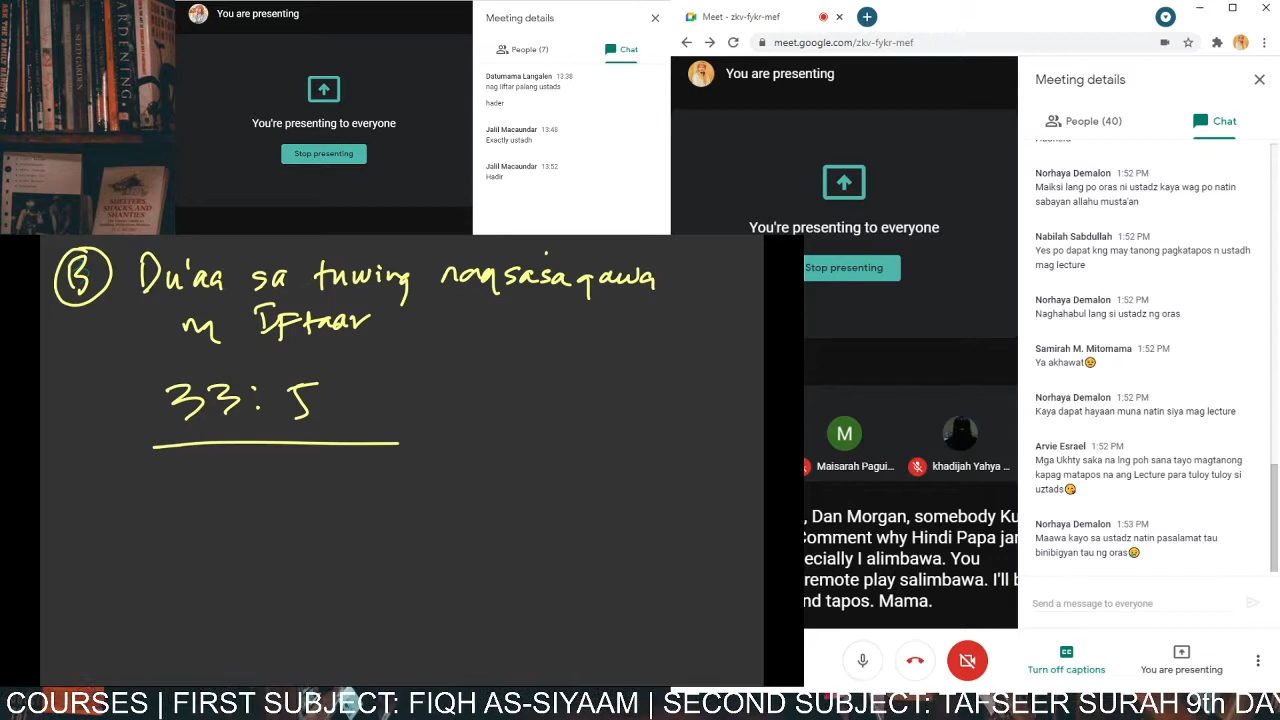 You are presenting
You're presenting to everyone
Stop presenting
Meeting details
People (7)
Chat
Datumama Langalen 13:38
nag iiftar palang ustads
hader
Jalil Macaundar 13:48
Exactly ustadh
Jalil Macaundar 13:52
Hadir
GARDENING.
SHELTERS,
SHACKS, AND
SHANTIES
B Du'aa sa tuwing nagsasagawa
ng Iftaar
33: 5
Meet - zkv-fykr-mef
meet.google.com/zkv-fykr-mef
You are presenting
You're presenting to everyone
Stop presenting
M
Maisarah Pagui...
khadijah Yahya ...
, Dan Morgan, somebody Ku
Comment why Hindi Papa jar
ecially I alimbawa. You
remote play salimbawa. I'll b
nd tapos. Mama.
Meeting details
People (40)
Chat
Norhaya Demalon 1:52 PM
Maiksi lang po oras ni ustadz kaya wag po natin
sabayan allahu musta'an
Nabilah Sabdullah 1:52 PM
Yes po dapat kng may tanong pagkatapos n ustadh
mag lecture
Norhaya Demalon 1:52 PM
Naghahabul lang si ustadz ng oras
Samirah M. Mitomama 1:52 PM
Ya akhawat😔
Norhaya Demalon 1:52 PM
Kaya dapat hayaan muna natin siya mag lecture
Arvie Esrael 1:52 PM
Mga Ukhty saka na lng poh sana tayo magtanong
kapag matapos na ang Lecture para tuloy tuloy si
uztads😘
Norhaya Demalon 1:53 PM
Maawa kayo sa ustadz natin pasalamat tau
binibigyan tau ng oras😔
Send a message to everyone
CC
Turn off captions
You are presenting
COURSES | FIRST SUBJECT: FIQH AS-SIYAAM | SECOND SUBJECT: TAFSEER SURAH 9th DA